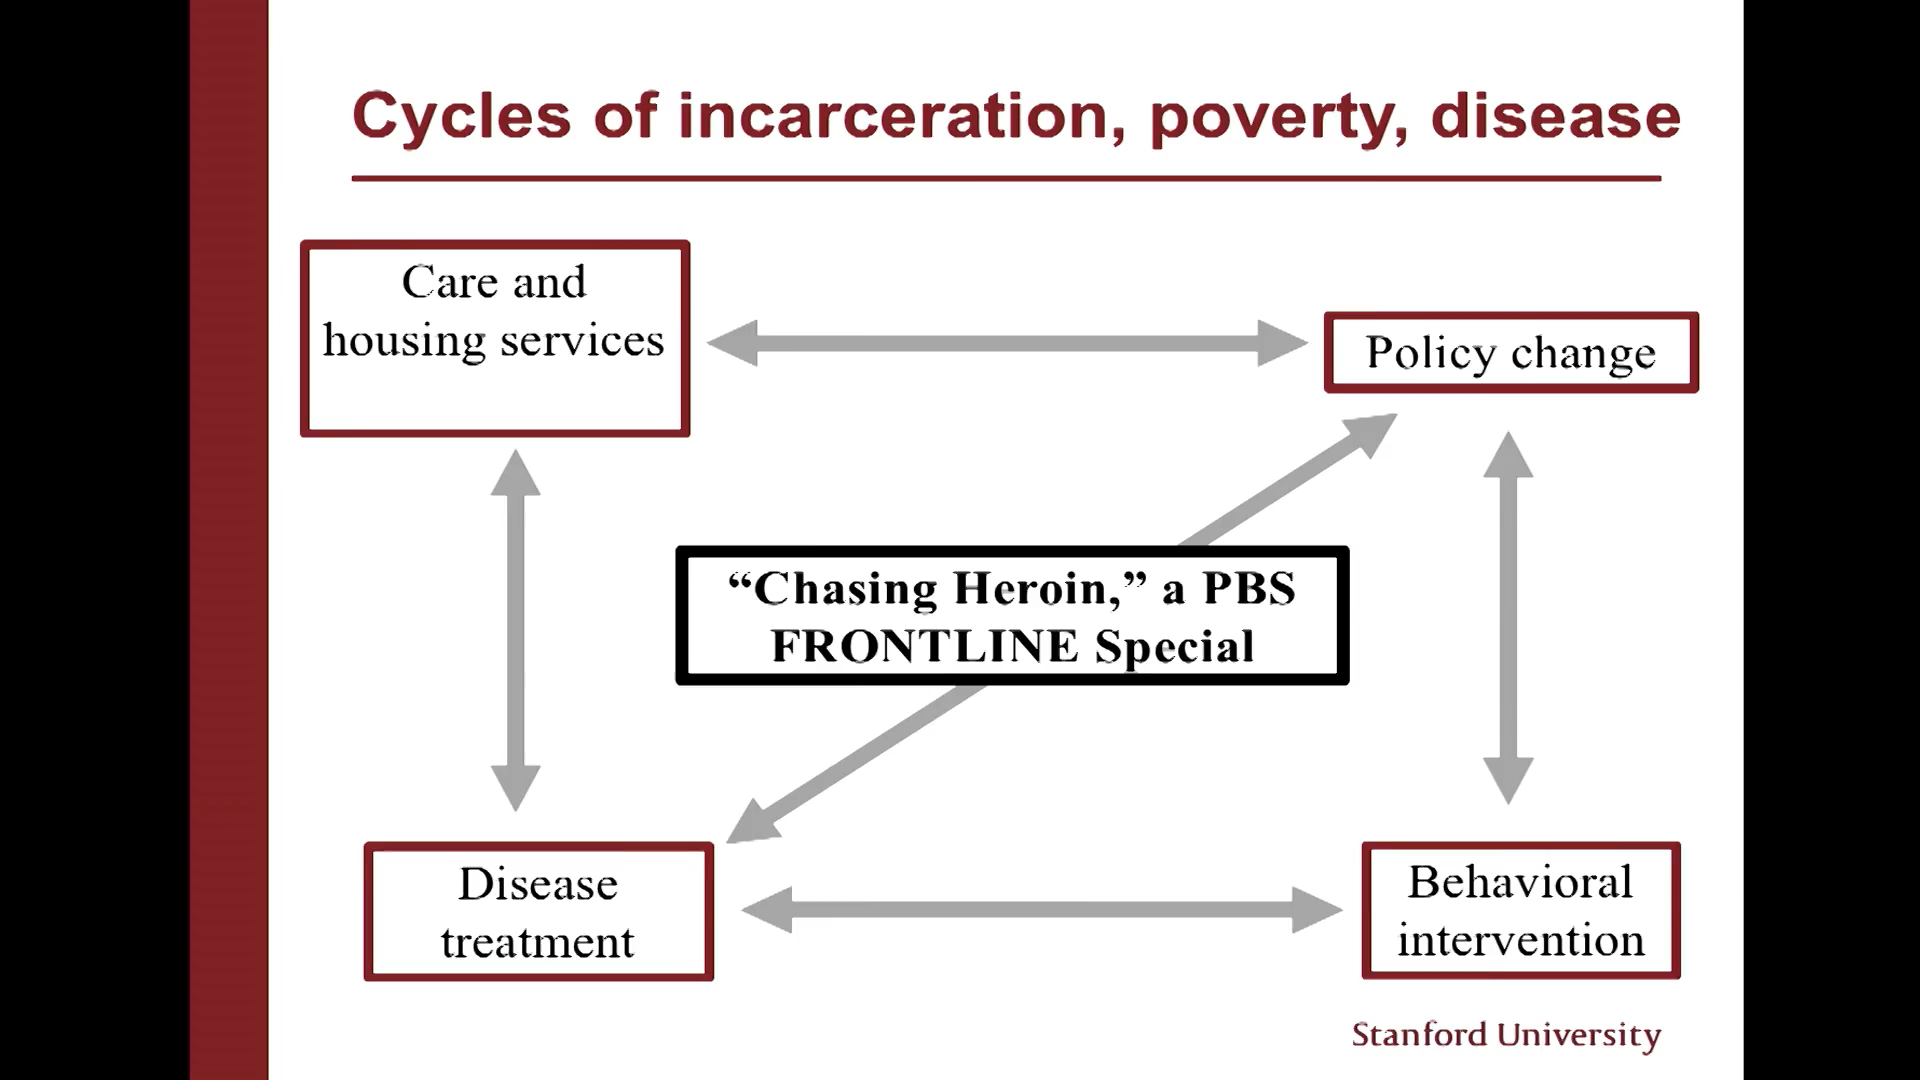 Cycles of incarceration, poverty, disease
Care and
housing services
Policy change
“Chasing Heroin,” a PBS
FRONTLINE Special
Disease
treatment
Behavioral
intervention
Stanford University